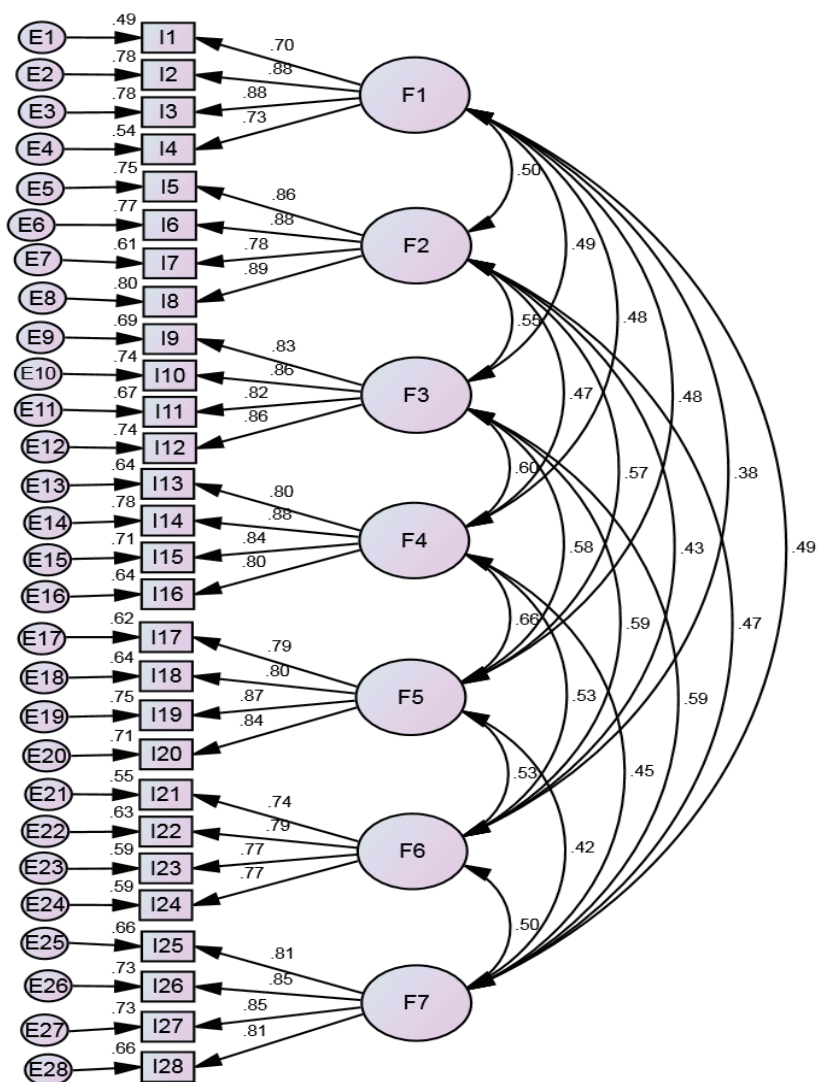 E1 .49 I1 .70
E2 .78 I2 .88
E3 .78 I3 .88 F1
E4 .54 I4 .73
E5 .75 I5 .86 .50
E6 .77 I6 .88
E7 .61 I7 .78 F2 .49
E8 .80 I8 .89
E9 .69 I9 .83 .55 .48
E10 .74 I10 .86
E11 .67 I11 .82 F3 .47 .48
E12 .74 I12 .86
E13 .64 I13 .80 .60 .57 .38
E14 .78 I14 .88
E15 .71 I15 .84 F4 .58 .43 .49
E16 .64 I16 .80
E17 .62 I17 .79 .66 .59 .47
E18 .64 I18 .80
E19 .75 I19 .87 F5 .53 .59
E20 .71 I20 .84
E21 .55 I21 .74 .53 .45
E22 .63 I22 .79
E23 .59 I23 .77 F6 .42
E24 .59 I24 .77
E25 .66 I25 .81 .50
E26 .73 I26 .85
E27 .73 I27 .85 F7
E28 .66 I28 .81